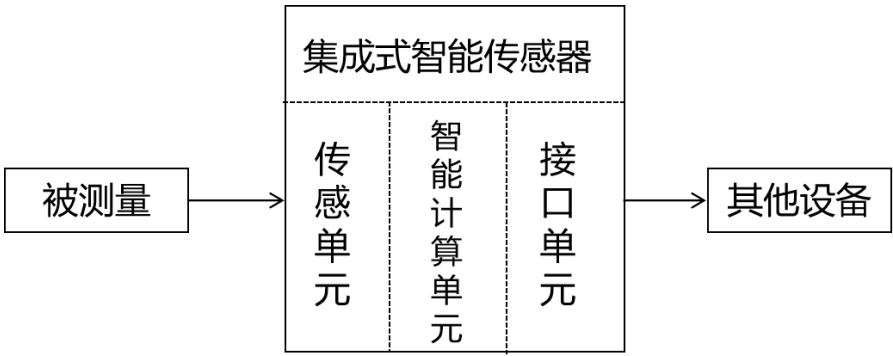 集成式智能传感器
被测量
传感单元
智能计算单元
接口单元
其他设备